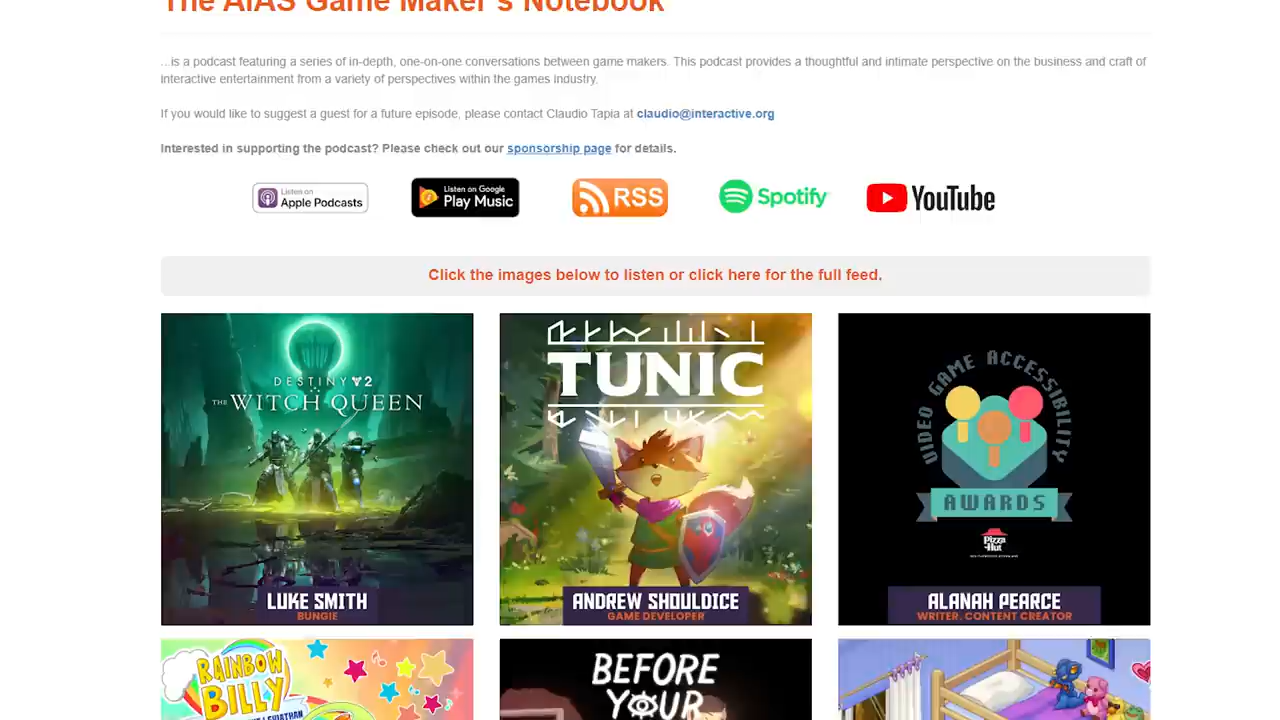 The AIAS Game Maker's Notebook
...is a podcast featuring a series of in-depth, one-on-one conversations between game makers. This podcast provides a thoughtful and intimate perspective on the business and craft of
interactive entertainment from a variety of perspectives within the games industry.
If you would like to suggest a guest for a future episode, please contact Claudio Tapia at claudio@interactive.org
Interested in supporting the podcast? Please check out our sponsorship page for details.
Listen on
Apple Podcasts
Listen on Google
Play Music
RSS
Spotify
YouTube
Click the images below to listen or click here for the full feed.
DESTINY 2
THE WITCH QUEEN
LUKE SMITH
BUNGIE
TUNIC
ANDREW SHOULDICE
GAME DEVELOPER
VIDEO GAME ACCESSIBILITY
AWARDS
Pizza
Hut
ALANAH PEARCE
WRITER, CONTENT CREATOR
RAINBOW
BILLY
LEVIATHAN
BEFORE
YOUR